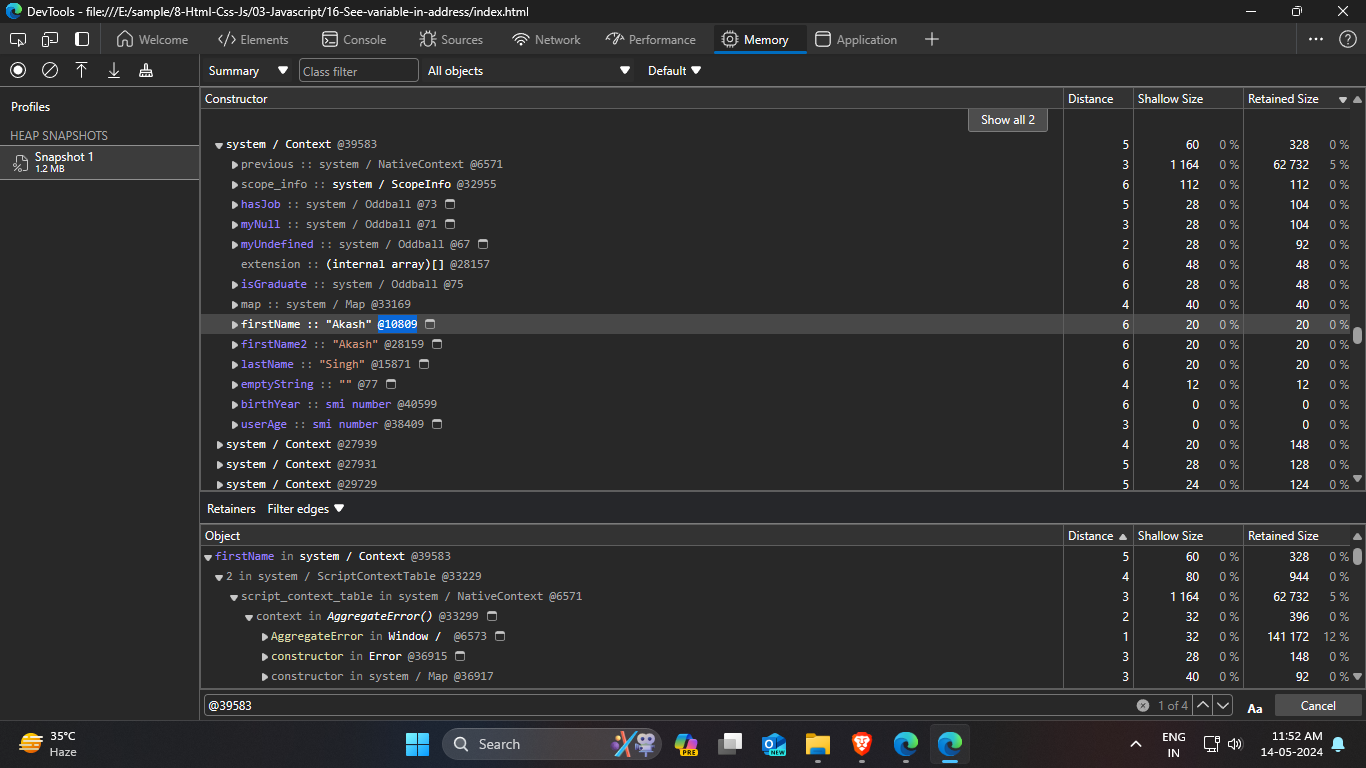 DevTools - file:///E:/sample/8-Html-Css-Js/03-Javascript/16-See-variable-in-address/index.html
Welcome Elements Console Sources Network Performance Memory Application
Summary Class filter All objects Default
Profiles
HEAP SNAPSHOTS
Snapshot 1
1.2 MB
Constructor Distance Shallow Size Retained Size
Show all 2
system / Context @39583 5 60 0 % 328 0 %
previous :: system / NativeContext @6571 3 1 164 0 % 62 732 5 %
scope_info :: system / ScopeInfo @32955 6 112 0 % 112 0 %
hasJob :: system / Oddball @73 5 28 0 % 104 0 %
myNull :: system / Oddball @71 3 28 0 % 104 0 %
myUndefined :: system / Oddball @67 2 28 0 % 92 0 %
extension :: (internal array)[] @28157 6 48 0 % 48 0 %
isGraduate :: system / Oddball @75 6 28 0 % 48 0 %
map :: system / Map @33169 4 40 0 % 40 0 %
firstName :: "Akash" @10809 6 20 0 % 20 0 %
firstName2 :: "Akash" @28159 6 20 0 % 20 0 %
lastName :: "Singh" @15871 6 20 0 % 20 0 %
emptyString :: "" @77 4 12 0 % 12 0 %
birthYear :: smi number @40599 6 0 0 % 0 0 %
userAge :: smi number @38409 3 0 0 % 0 0 %
system / Context @27939 4 20 0 % 148 0 %
system / Context @27931 5 28 0 % 128 0 %
system / Context @29729 5 24 0 % 124 0 %
Retainers Filter edges
Object Distance Shallow Size Retained Size
firstName in system / Context @39583 5 60 0 % 328 0 %
2 in system / ScriptContextTable @33229 4 80 0 % 944 0 %
script_context_table in system / NativeContext @6571 3 1 164 0 % 62 732 5 %
context in AggregateError() @33299 2 32 0 % 396 0 %
AggregateError in Window / @6573 1 32 0 % 141 172 12 %
constructor in Error @36915 3 28 0 % 148 0 %
constructor in system / Map @36917 3 40 0 % 92 0 %
@39583 1 of 4 Aa Cancel
35°C
Haze
Search
PRE
NEW
ENG
IN
11:52 AM
14-05-2024